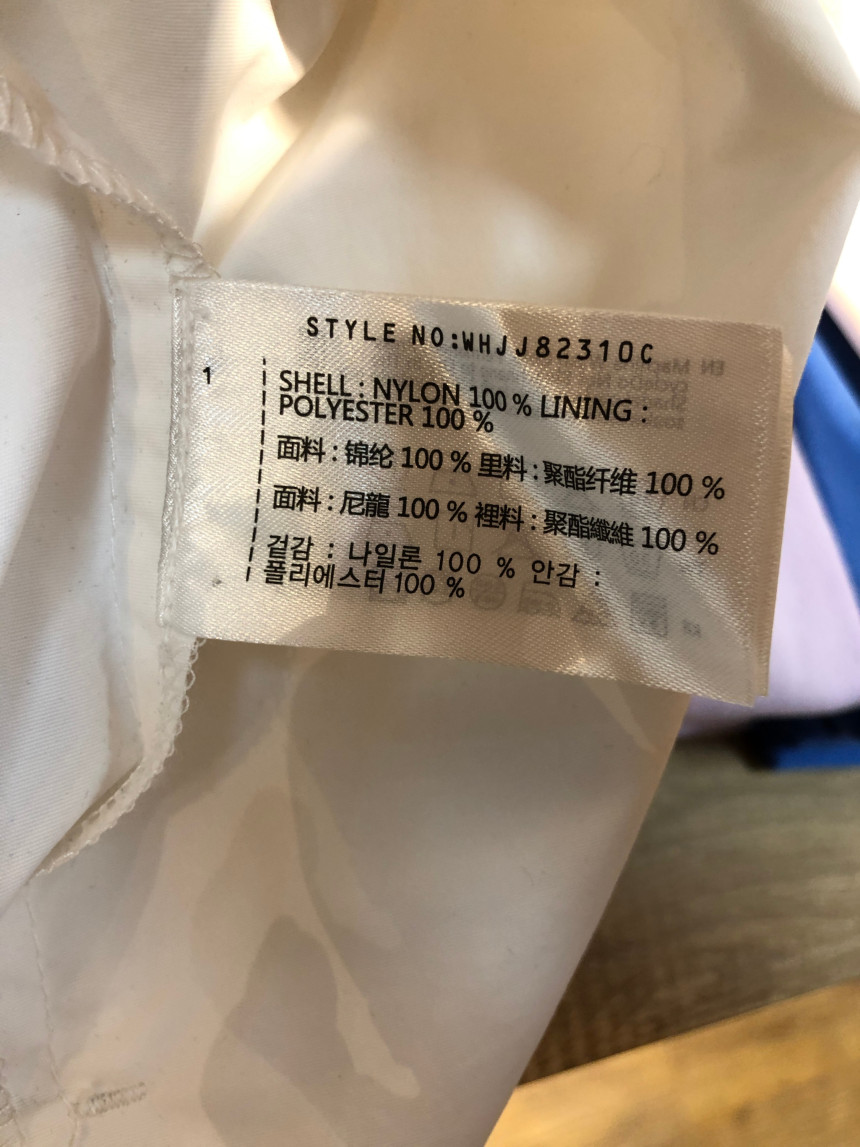 STYLE NO:WHJJ82310C
1
SHELL : NYLON 100 % LINING :
POLYESTER 100 %
面料 : 锦纶 100 % 里料 : 聚酯纤维 100 %
面料 : 尼龍 100 % 裡料 : 聚酯纖維 100 %
겉감 : 나일론 100 % 안감 :
폴리에스터 100 %